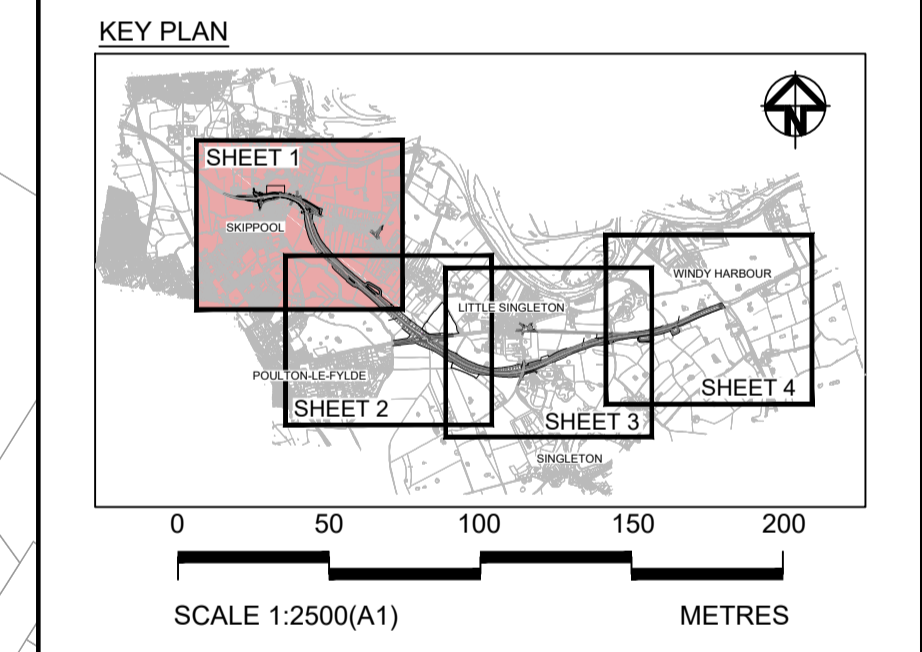 KEY PLAN
N
SHEET 1
SKIPPOOL
WINDY HARBOUR
LITTLE SINGLETON
POULTON-LE-FYLDE
SHEET 4
SHEET 2
SHEET 3
SINGLETON
0 50 100 150 200
SCALE 1:2500(A1) METRES